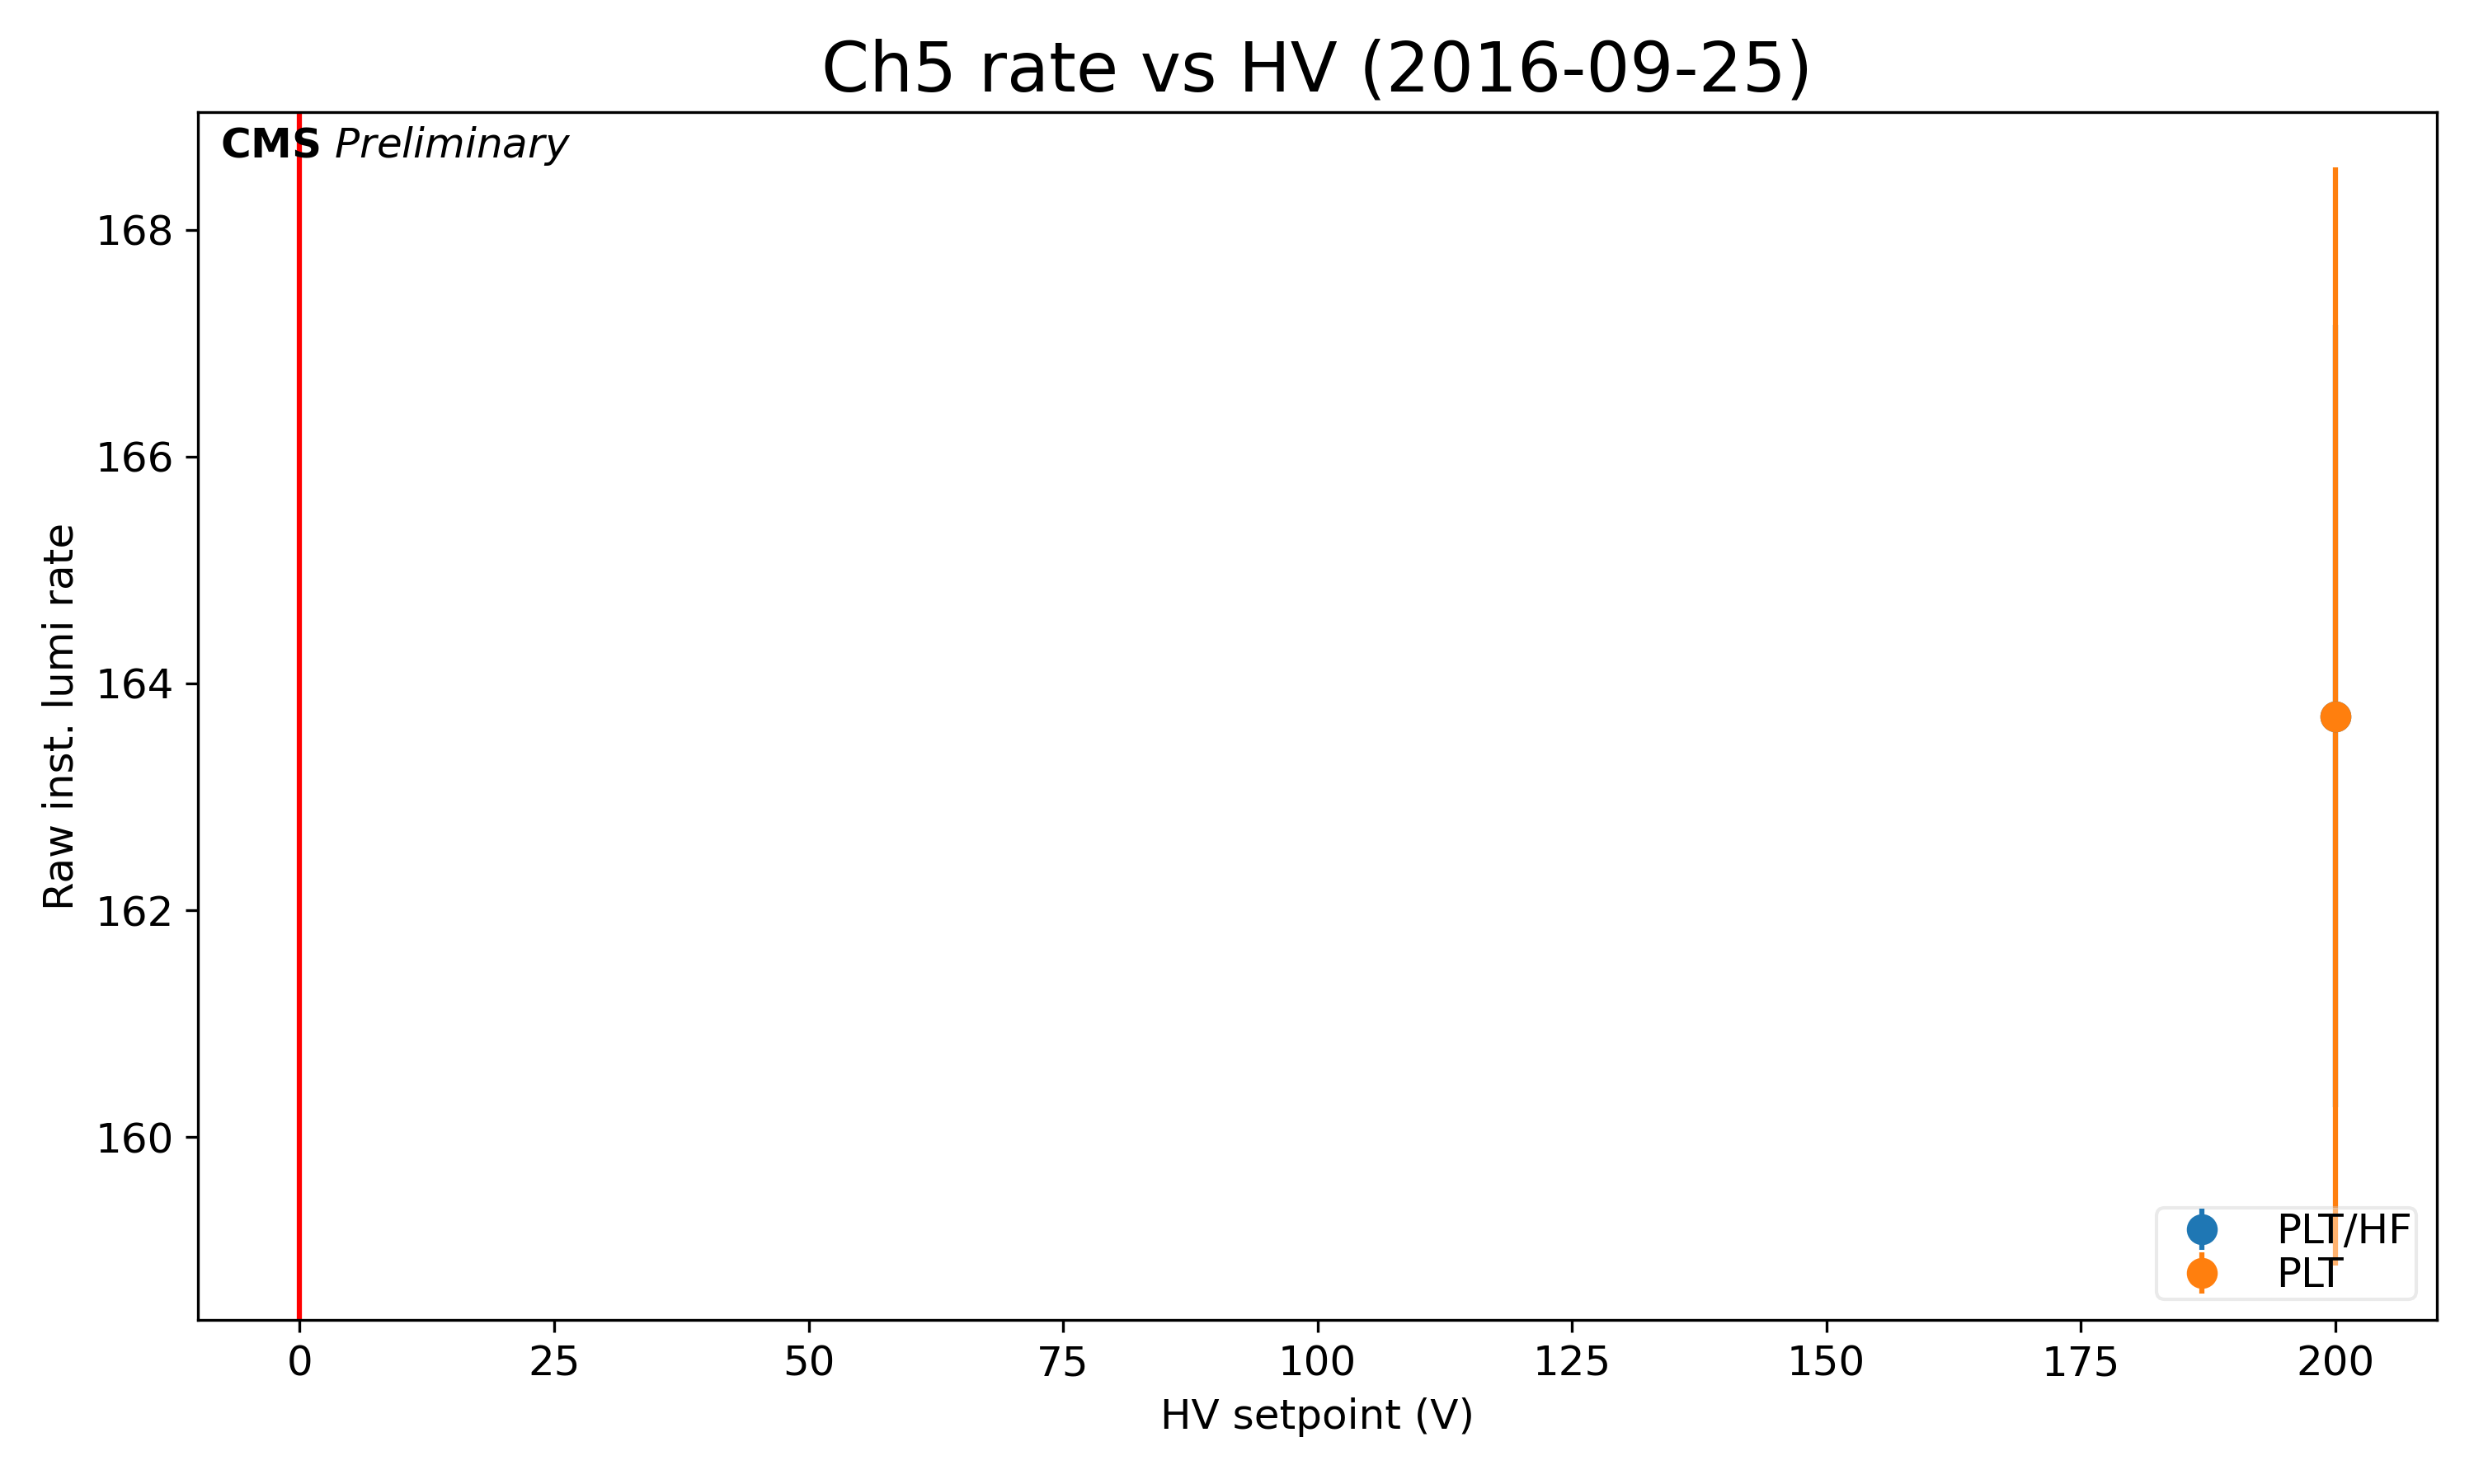 Ch5 rate vs HV (2016-09-25)
CMS Preliminary
168
166
164
162
160
Raw inst. lumi rate
PLT/HF
PLT
0 25 50 75 100 125 150 175 200
HV setpoint (V)